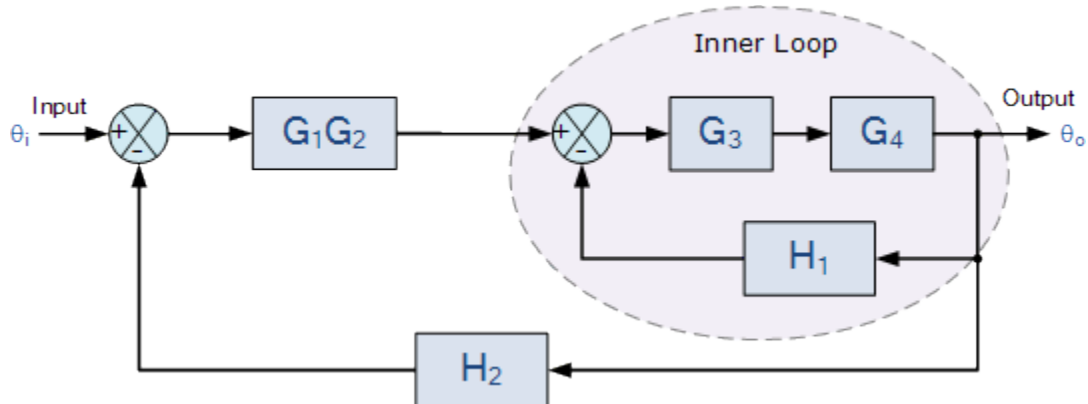 Inner Loop
Input
Output
θi
+
-
G1G2
+
-
G3
G4
θo
H1
H2